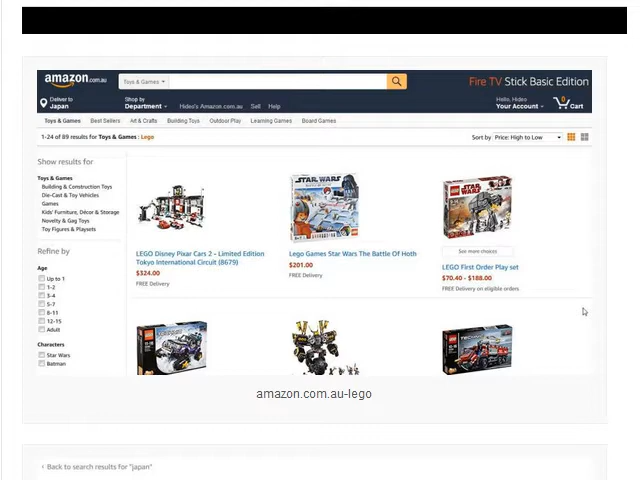 amazon.com.au
Toys & Games
Fire TV Stick Basic Edition
Deliver to
Japan
Shop by
Department
Hideo's Amazon.com.au Sell Help
Hello, Hideo
Your Account
0
Cart
Toys & Games Best Sellers Art & Crafts Building Toys Outdoor Play Learning Games Board Games
1-24 of 89 results for Toys & Games : Lego
Sort by Price: High to Low
Show results for
Toys & Games
Building & Construction Toys
Die-Cast & Toy Vehicles
Games
Kids' Furniture, Décor & Storage
Novelty & Gag Toys
Toy Figures & Playsets
Refine by
Age
Up to 1
1-2
3-4
5-7
8-11
12-15
Adult
Characters
Star Wars
Batman
LEGO Disney Pixar Cars 2 - Limited Edition
Tokyo International Circuit (8679)
$324.00
FREE Delivery
STAR WARS
LEGO Games Star Wars The Battle Of Hoth
$201.00
FREE Delivery
STAR WARS
See more choices
LEGO First Order Play set
$70.40 - $188.00
FREE Delivery on eligible orders
TECHNIC
amazon.com.au-lego
‹ Back to search results for "japan"